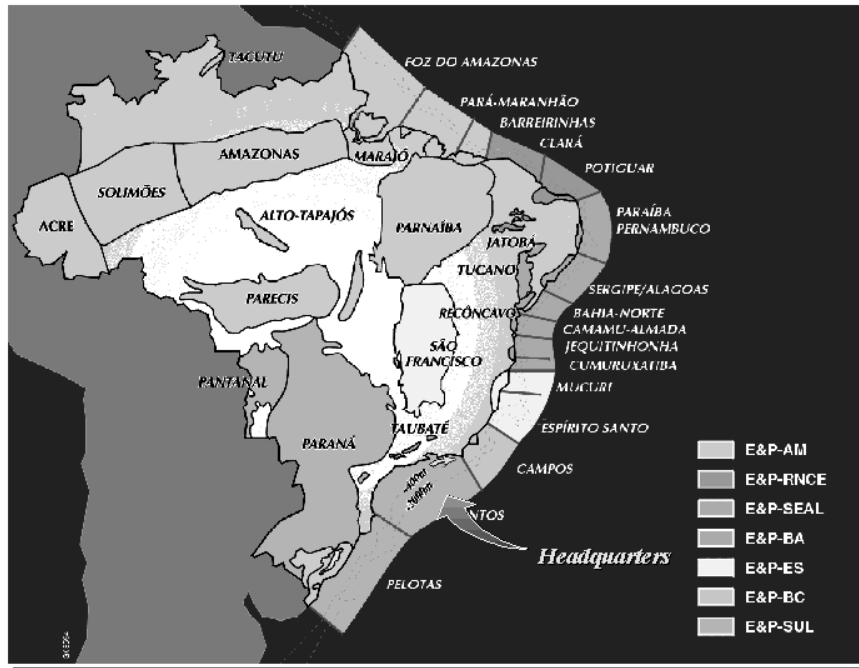 TACUTU
FOZ DO AMAZONAS
PARÁ-MARANHÃO
BARREIRINHAS
CLARÁ
AMAZONAS
MARAJÓ
POTIGUAR
SOLIMÕES
ACRE
ALTO-TAPAJÓS
PARNAÍBA
PARAÍBA
PERNAMBUCO
JATOBÁ
TUCANO
PARECIS
SERGIPE/ALAGOAS
RECÔNCAVO
BAHIA-NORTE
CAMAMU-ALMADA
SÃO
FRANCISCO
JEQUITINHONHA
CUMURUXATIBA
PANTANAL
MUCURI
TAUBATÉ
ESPÍRITO SANTO
PARANÁ
CAMPOS
NTOS
Headquarters
PELOTAS
E&P-AM
E&P-RNCE
E&P-SEAL
E&P-BA
E&P-ES
E&P-BC
E&P-SUL